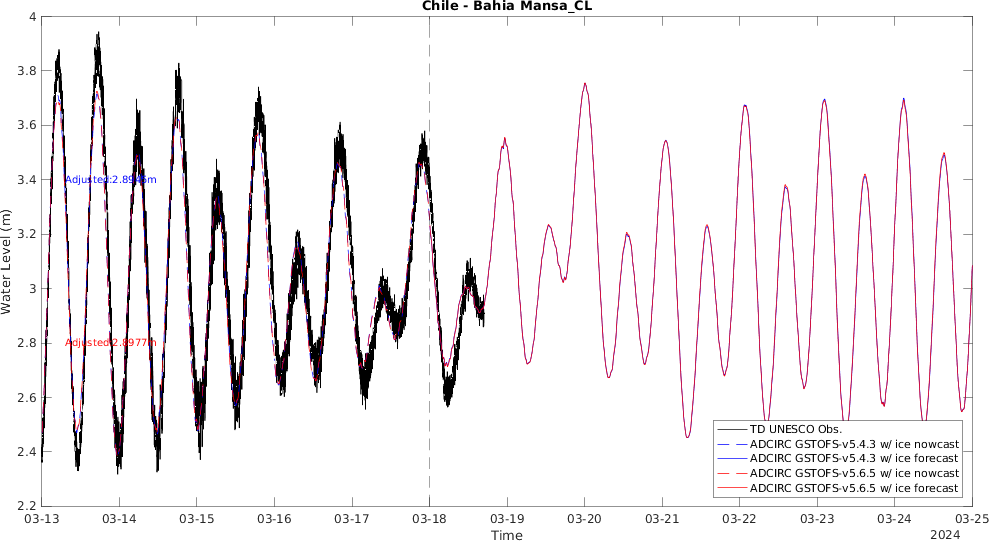 Chile - Bahia Mansa_CL
Water Level (m)
4
3.8
3.6
3.4
3.2
3
2.8
2.6
2.4
2.2
Adjusted:2.8946m
Adjusted:2.8977m
TD UNESCO Obs.
ADCIRC GSTOFS-v5.4.3 w/ ice nowcast
ADCIRC GSTOFS-v5.4.3 w/ ice forecast
ADCIRC GSTOFS-v5.6.5 w/ ice nowcast
ADCIRC GSTOFS-v5.6.5 w/ ice forecast
03-13 03-14 03-15 03-16 03-17 03-18 03-19 03-20 03-21 03-22 03-23 03-24 03-25
Time
2024